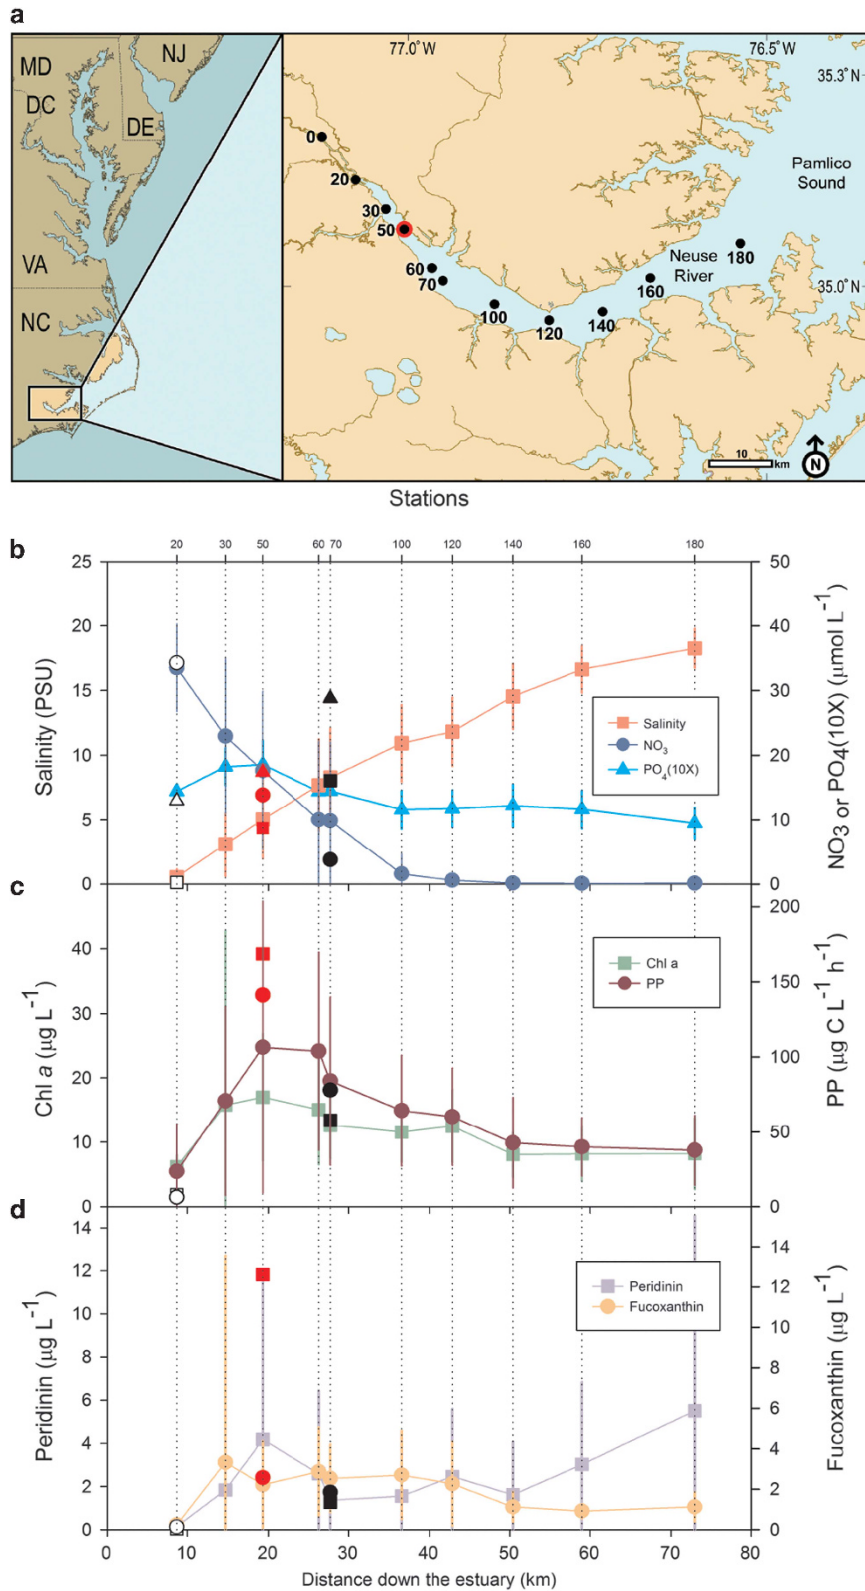 a
77.0°W 76.5°W
NJ
MD
35.3°N
DC
DE
0
Pamlico
Sound
20
30
50
180
VA
Neuse
River
60
70
160
35.0°N
NC
100
120
140
10
km
N
Stations
b
20 30 50 60 70 100 120 140 160 180
25 50
20 40
15 30
10 20
5 10
0 0
Salinity (PSU)
NO3 or PO4(10X) (μmol L-1)
Salinity
NO3
PO4(10X)
c
200
40
150
30
100
20
50
10
0 0
Chl a (μg L-1)
PP (μg C L-1 h-1)
Chl a
PP
d
14 14
12 12
10 10
8 8
6 6
4 4
2 2
0 0
Peridinin (μg L-1)
Fucoxanthin (μg L-1)
Peridinin
Fucoxanthin
0 10 20 30 40 50 60 70 80
Distance down the estuary (km)